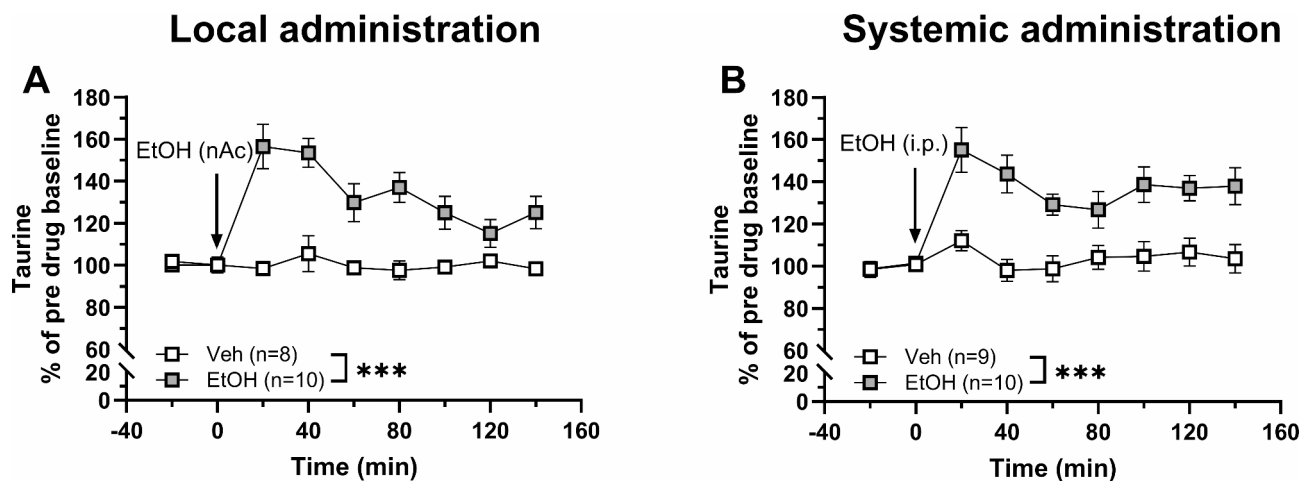 Local administration
Systemic administration
A
Taurine
% of pre drug baseline
180
160
140
120
100
80
60
20
0
EtOH (nAc)
Veh (n=8)
EtOH (n=10)
***
-40
0
40
80
120
160
Time (min)
B
Taurine
% of pre drug baseline
180
160
140
120
100
80
60
20
0
EtOH (i.p.)
Veh (n=9)
EtOH (n=10)
***
-40
0
40
80
120
160
Time (min)